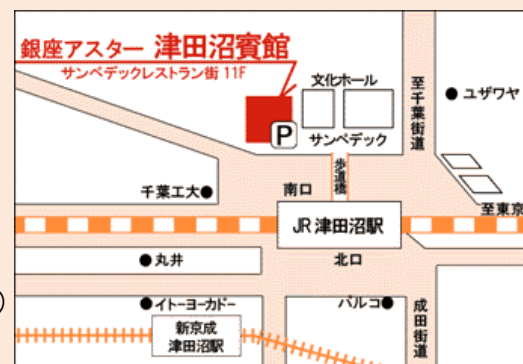 銀座アスター 津田沼賓館
サンペデックレストラン街 11F
P
文化ホール
サンペデック
至千葉街道
ユザワヤ
歩道橋
千葉工大
南口
至東京
JR 津田沼駅
北口
丸井
イトーヨーカドー
パルコ
成田街道
新京成
津田沼駅
)